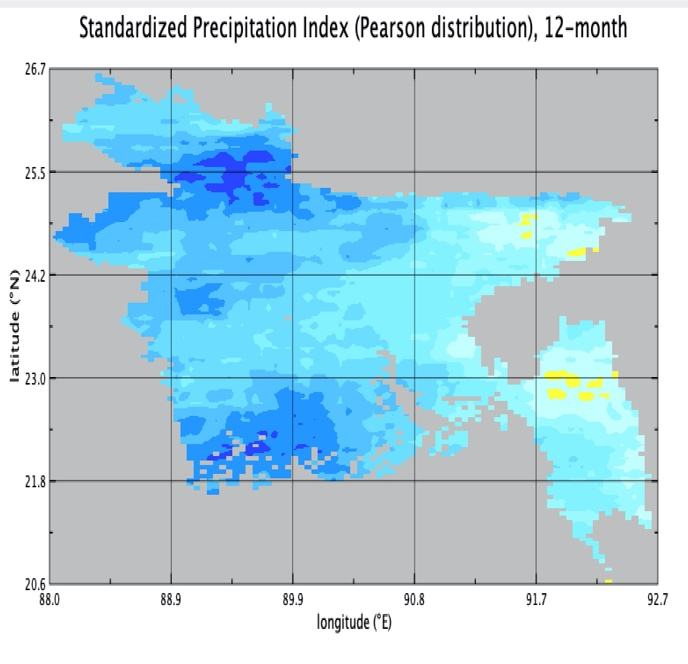 Standardized Precipitation Index (Pearson distribution), 12-month
26.7
25.5
24.2
23.0
21.8
20.6
latitude (°N)
88.0 88.9 89.9 90.8 91.7 92.7
longitude (°E)